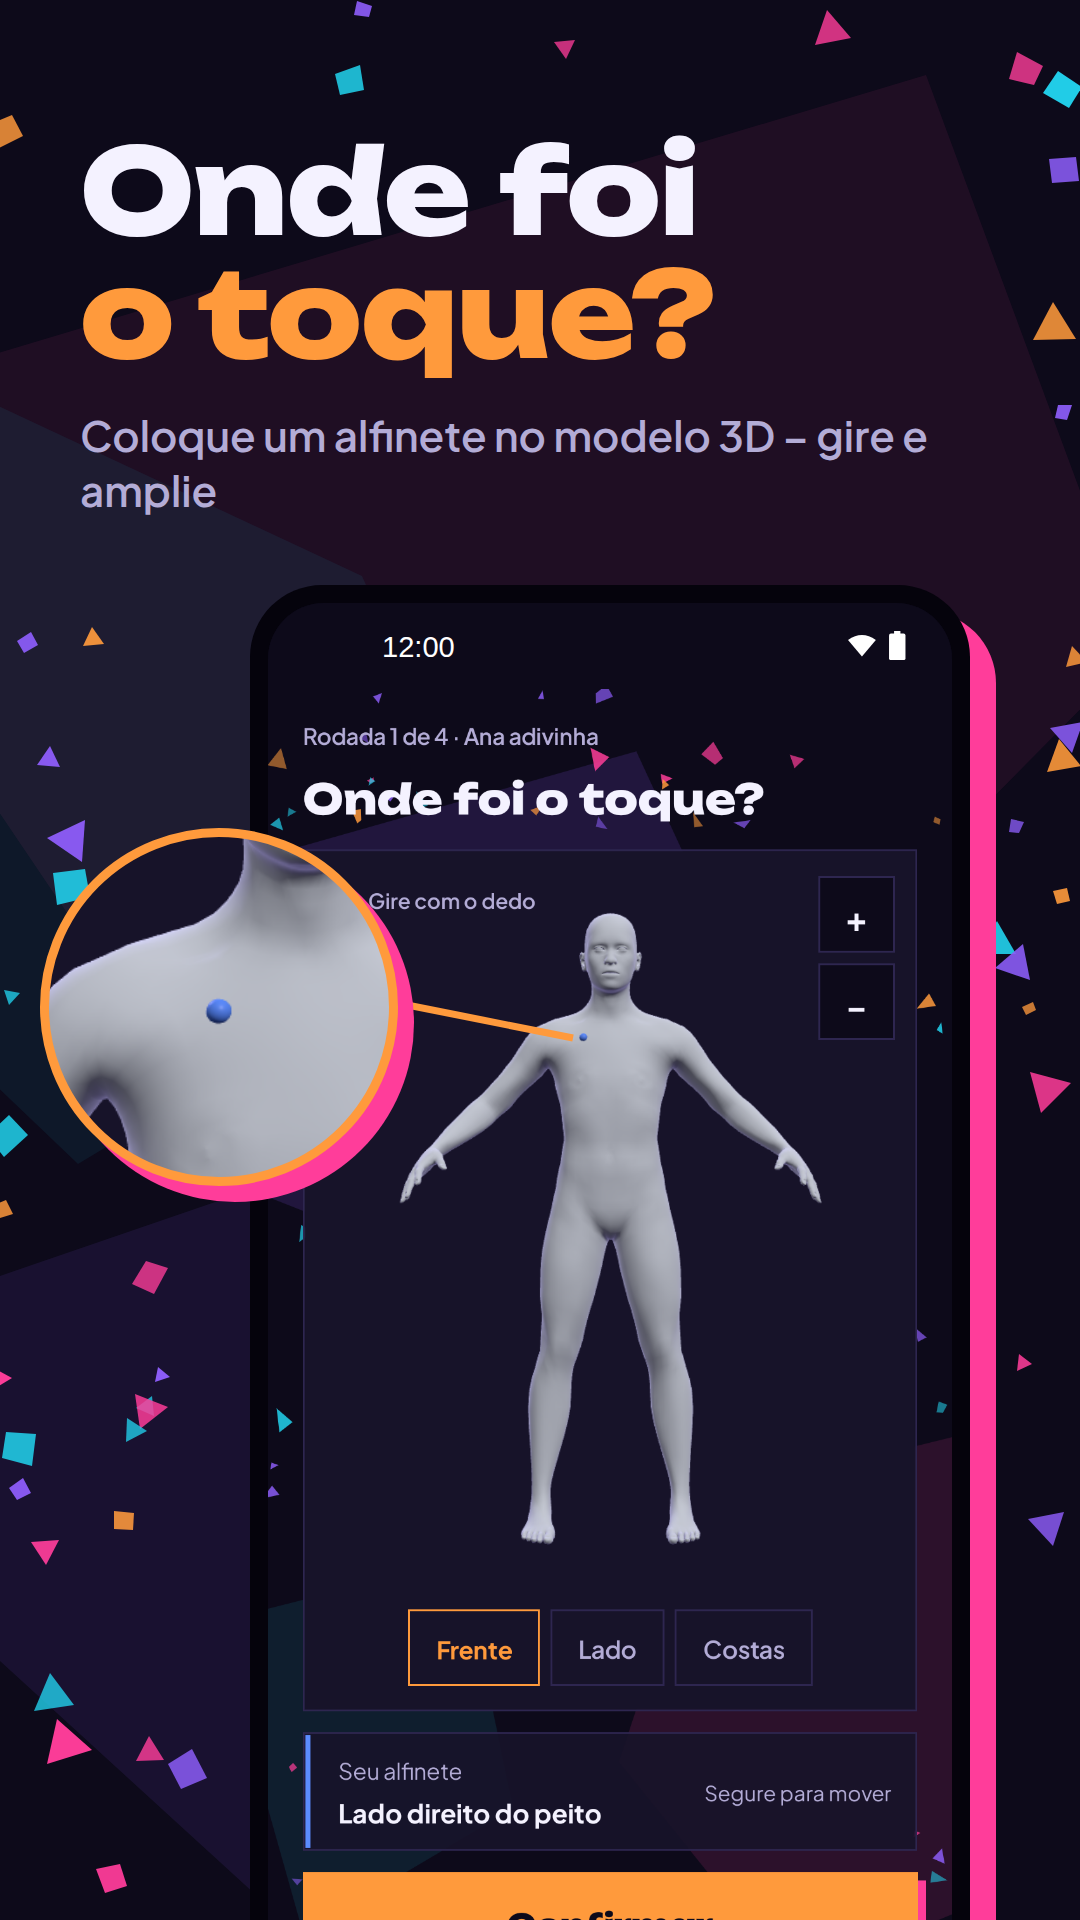 Onde foi
o toque?
Coloque um alfinete no modelo 3D – gire e
amplie
12:00
Rodada 1 de 4 · Ana adivinha
Onde foi o toque?
Gire com o dedo
+
−
Frente
Lado
Costas
Seu alfinete
Lado direito do peito
Segure para mover
Confirmar